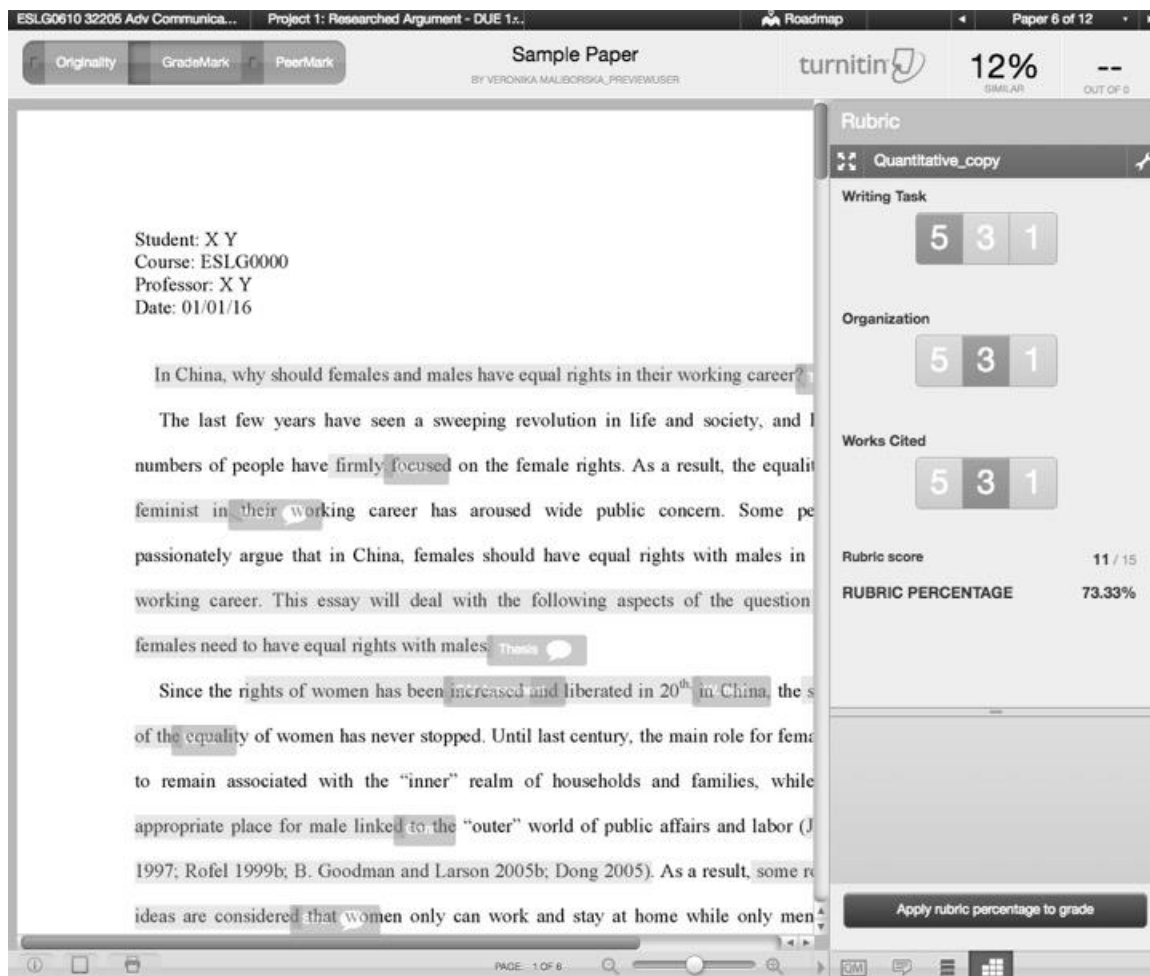 ESLG0610 32205 Adv Communica... Project 1: Researched Argument - DUE 1... Roadmap Paper 6 of 12
Originality GradeMark PeerMark
Sample Paper
BY VERONIKA MALIBORSKA_PREVIEWUSER
turnitin
12%
SIMILAR
--
OUT OF 0
Student: X Y
Course: ESLG0000
Professor: X Y
Date: 01/01/16
In China, why should females and males have equal rights in their working career?
The last few years have seen a sweeping revolution in life and society, and
numbers of people have firmly focused on the female rights. As a result, the equalit
feminist in their working career has aroused wide public concern. Some pe
passionately argue that in China, females should have equal rights with males in
working career. This essay will deal with the following aspects of the question
females need to have equal rights with males. Thesis
Since the rights of women has been increased and liberated in 20th in China, the s
of the equality of women has never stopped. Until last century, the main role for fema
to remain associated with the “inner” realm of households and families, while
appropriate place for male linked to the “outer” world of public affairs and labor (J
1997; Rofel 1999b; B. Goodman and Larson 2005b; Dong 2005). As a result, some r
ideas are considered that women only can work and stay at home while only men
PAGE: 1 OF 6
Rubric
Quantitative_copy
Writing Task
5 3 1
Organization
5 3 1
Works Cited
5 3 1
Rubric score 11 / 15
RUBRIC PERCENTAGE 73.33%
Apply rubric percentage to grade
QM